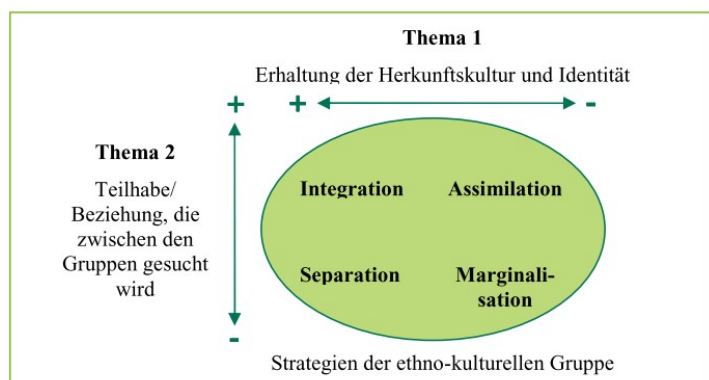 Thema 1
Erhaltung der Herkunftskultur und Identität
+ + -
Thema 2
Teilhabe/
Beziehung, die
zwischen den
Gruppen gesucht
wird
-
Integration Assimilation
Separation Marginali-
sation
Strategien der ethno-kulturellen Gruppe